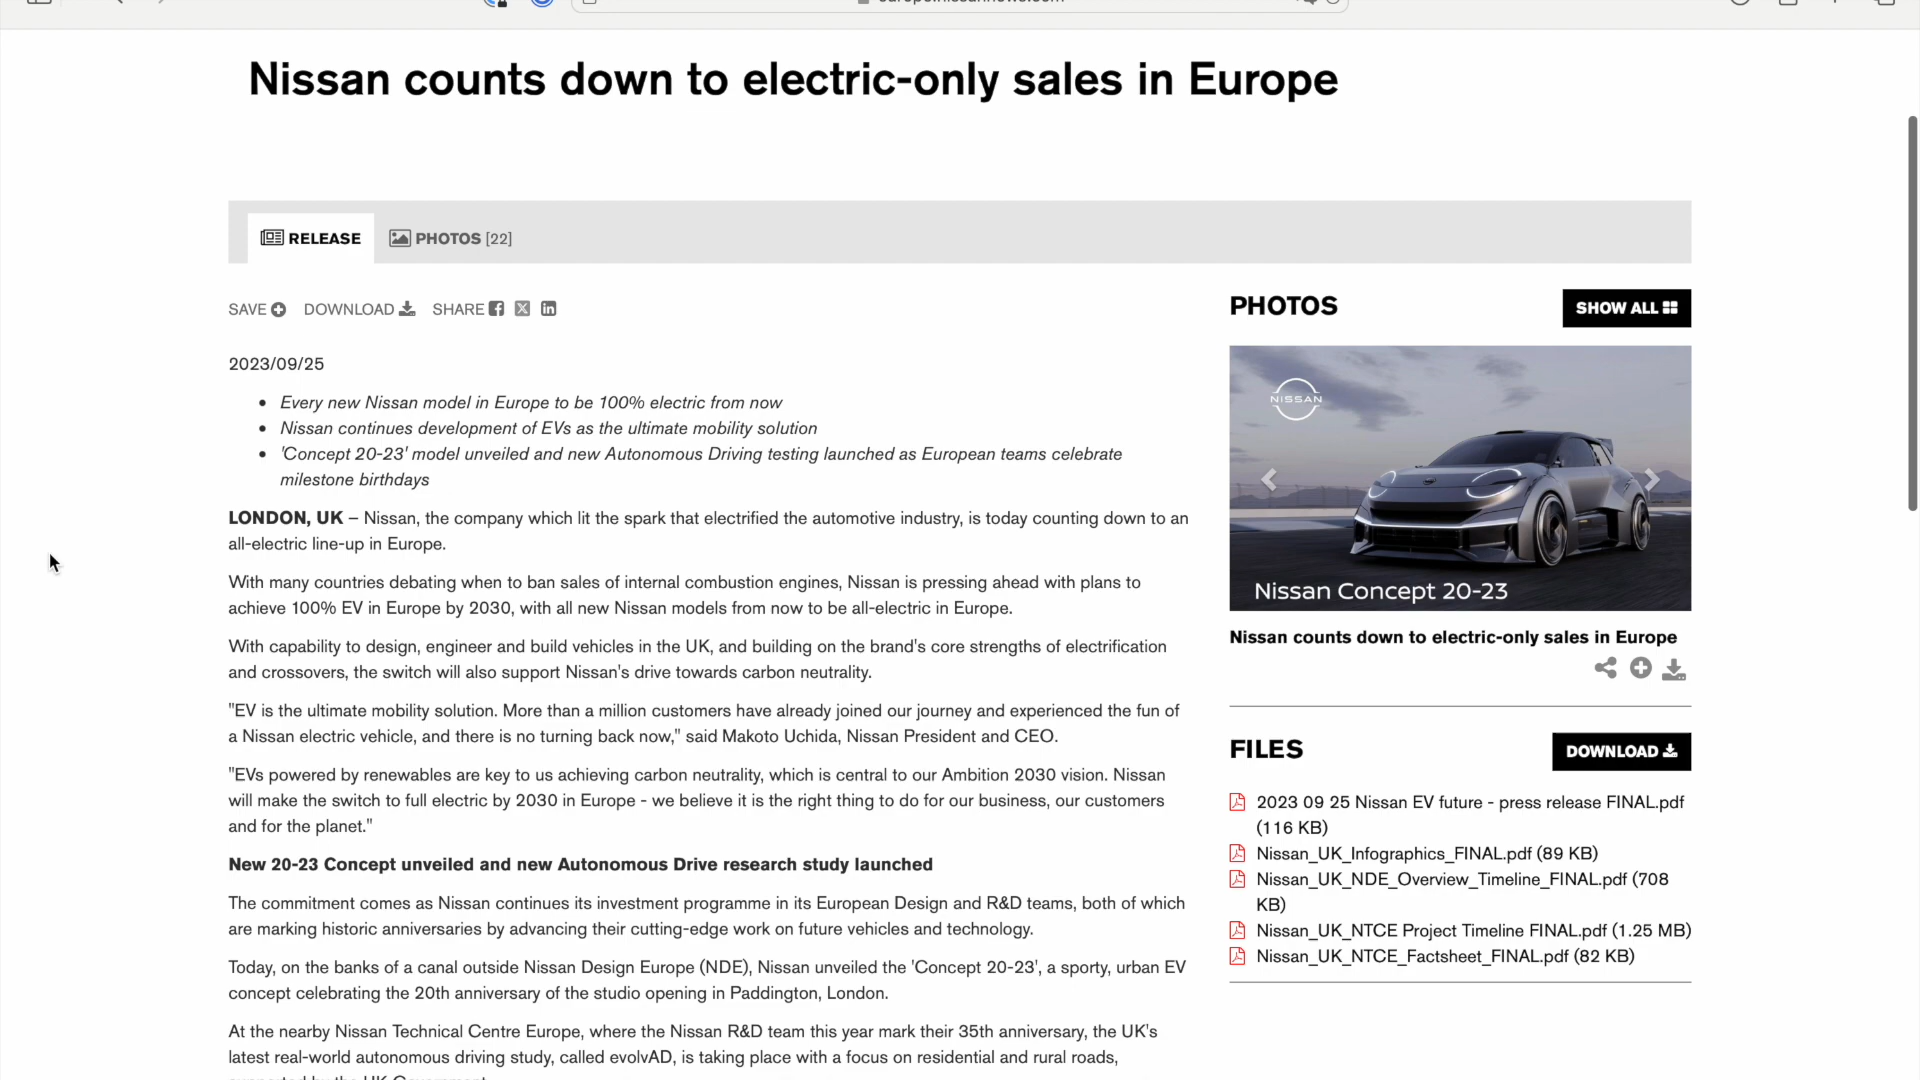 Nissan counts down to electric-only sales in Europe
RELEASE
PHOTOS [22]
SAVE
DOWNLOAD
SHARE
2023/09/25
• Every new Nissan model in Europe to be 100% electric from now
• Nissan continues development of EVs as the ultimate mobility solution
• 'Concept 20-23' model unveiled and new Autonomous Driving testing launched as European teams celebrate
milestone birthdays
LONDON, UK – Nissan, the company which lit the spark that electrified the automotive industry, is today counting down to an
all-electric line-up in Europe.
With many countries debating when to ban sales of internal combustion engines, Nissan is pressing ahead with plans to
achieve 100% EV in Europe by 2030, with all new Nissan models from now to be all-electric in Europe.
With capability to design, engineer and build vehicles in the UK, and building on the brand's core strengths of electrification
and crossovers, the switch will also support Nissan's drive towards carbon neutrality.
"EV is the ultimate mobility solution. More than a million customers have already joined our journey and experienced the fun of
a Nissan electric vehicle, and there is no turning back now," said Makoto Uchida, Nissan President and CEO.
"EVs powered by renewables are key to us achieving carbon neutrality, which is central to our Ambition 2030 vision. Nissan
will make the switch to full electric by 2030 in Europe - we believe it is the right thing to do for our business, our customers
and for the planet."
New 20-23 Concept unveiled and new Autonomous Drive research study launched
The commitment comes as Nissan continues its investment programme in its European Design and R&D teams, both of which
are marking historic anniversaries by advancing their cutting-edge work on future vehicles and technology.
Today, on the banks of a canal outside Nissan Design Europe (NDE), Nissan unveiled the 'Concept 20-23', a sporty, urban EV
concept celebrating the 20th anniversary of the studio opening in Paddington, London.
At the nearby Nissan Technical Centre Europe, where the Nissan R&D team this year mark their 35th anniversary, the UK's
latest real-world autonomous driving study, called evolvAD, is taking place with a focus on residential and rural roads,
PHOTOS
SHOW ALL
NISSAN
Nissan Concept 20-23
Nissan counts down to electric-only sales in Europe
FILES
DOWNLOAD
2023 09 25 Nissan EV future - press release FINAL.pdf
(116 KB)
Nissan_UK_Infographics_FINAL.pdf (89 KB)
Nissan_UK_NDE_Overview_Timeline_FINAL.pdf (708
KB)
Nissan_UK_NTCE Project Timeline FINAL.pdf (1.25 MB)
Nissan_UK_NTCE_Factsheet_FINAL.pdf (82 KB)